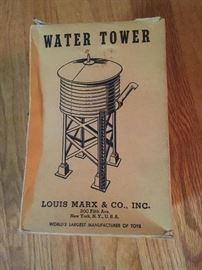 WATER TOWER
LOUIS MARX & CO., INC.
200 Fifth Ave.
New York, N. Y., U. S. A.
WORLD'S LARGEST MANUFACTURER OF TOYS